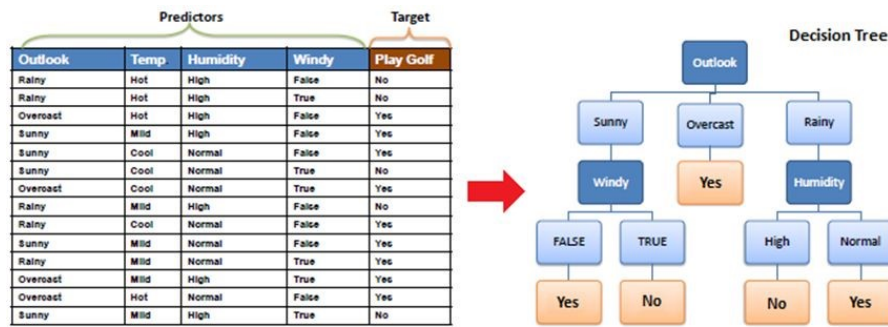 Predictors Target
Outlook Temp Humidity Windy Play Golf
Rainy Hot High False No
Rainy Hot High True No
Overcast Hot High False Yes
Sunny Mild High False Yes
Sunny Cool Normal False Yes
Sunny Cool Normal True No
Overcast Cool Normal True Yes
Rainy Mild High False No
Rainy Cool Normal False Yes
Sunny Mild Normal False Yes
Rainy Mild Normal True Yes
Overcast Mild High True Yes
Overcast Hot Normal False Yes
Sunny Mild High True No
Decision Tree
Outlook
Sunny Overcast Rainy
Windy Yes Humidity
FALSE TRUE High Normal
Yes No No Yes